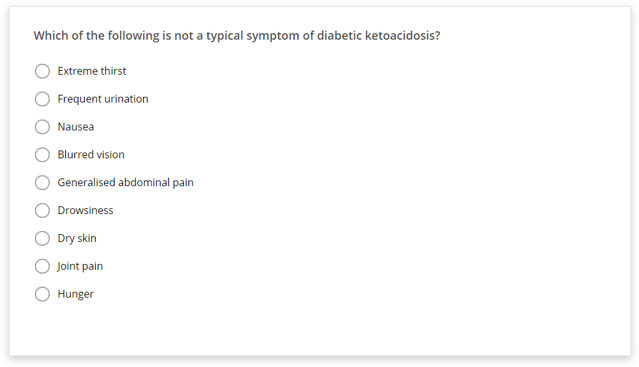 Which of the following is not a typical symptom of diabetic ketoacidosis?
Extreme thirst
Frequent urination
Nausea
Blurred vision
Generalised abdominal pain
Drowsiness
Dry skin
Joint pain
Hunger